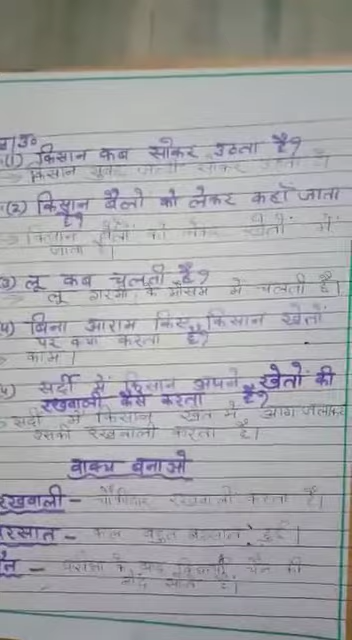 (1) किसान कब सोकर उठता है?
किसान सोकर उठता है।
(2) किसान बैलों को लेकर कहाँ जाता
है?
किसान बैलों को लेकर खेतों में
जाता है।
(3) लू कब चलती है?
लू गरमी के मौसम में चलती है।
(4) बिना आराम किए किसान खेतों
पर क्या करता है?
काम।
(5) सर्दी में किसान अपने खेतों की
रखवाली कैसे करता है?
सर्दी में किसान खेत में आग जलाकर
उसकी रखवाली करता है।
वाक्य बनाओ
रखवाली - चौकीदार रखवाली करता है।
बरसात - कल बहुत बरसात हुई।
चैन - के बाद चैन की
नींद है।